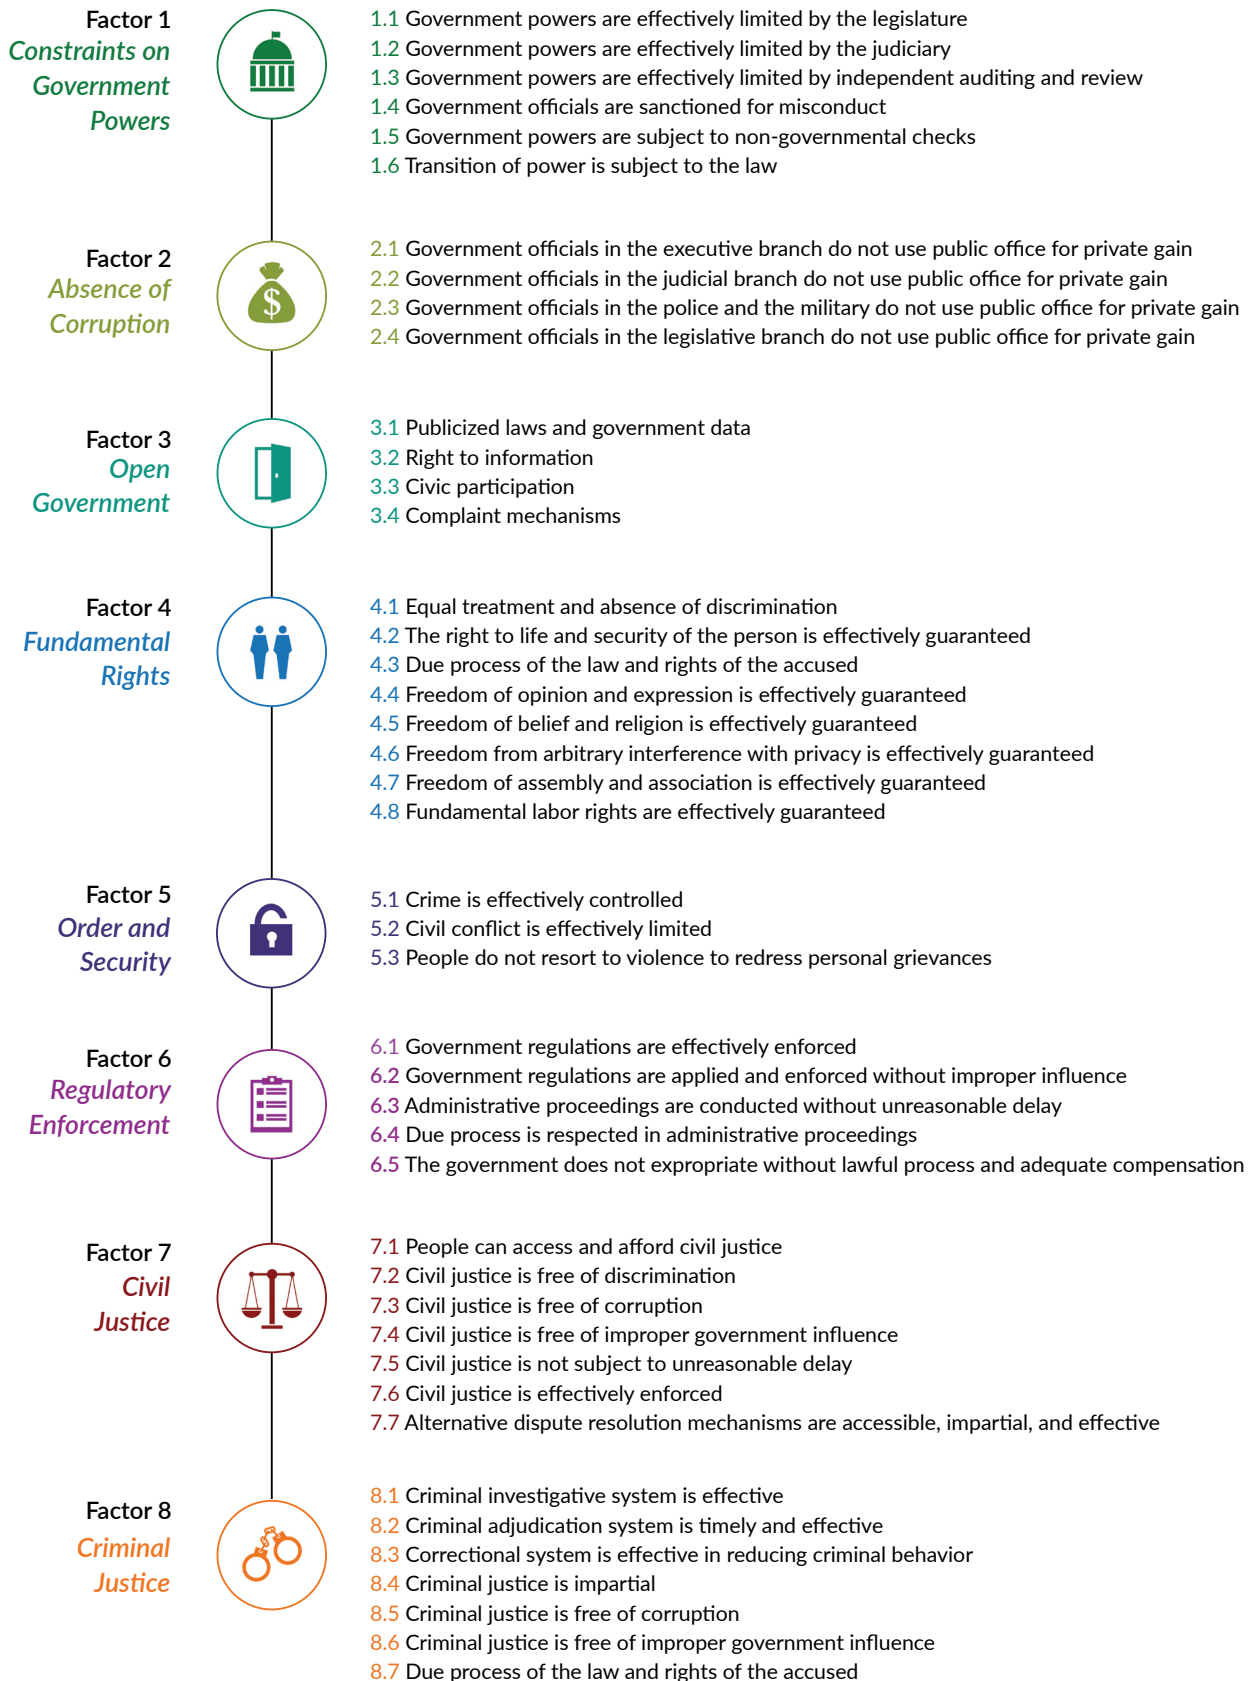 Factor 1
Constraints on
Government
Powers
1.1 Government powers are effectively limited by the legislature
1.2 Government powers are effectively limited by the judiciary
1.3 Government powers are effectively limited by independent auditing and review
1.4 Government officials are sanctioned for misconduct
1.5 Government powers are subject to non-governmental checks
1.6 Transition of power is subject to the law
Factor 2
Absence of
Corruption
$
2.1 Government officials in the executive branch do not use public office for private gain
2.2 Government officials in the judicial branch do not use public office for private gain
2.3 Government officials in the police and the military do not use public office for private gain
2.4 Government officials in the legislative branch do not use public office for private gain
Factor 3
Open
Government
3.1 Publicized laws and government data
3.2 Right to information
3.3 Civic participation
3.4 Complaint mechanisms
Factor 4
Fundamental
Rights
4.1 Equal treatment and absence of discrimination
4.2 The right to life and security of the person is effectively guaranteed
4.3 Due process of the law and rights of the accused
4.4 Freedom of opinion and expression is effectively guaranteed
4.5 Freedom of belief and religion is effectively guaranteed
4.6 Freedom from arbitrary interference with privacy is effectively guaranteed
4.7 Freedom of assembly and association is effectively guaranteed
4.8 Fundamental labor rights are effectively guaranteed
Factor 5
Order and
Security
5.1 Crime is effectively controlled
5.2 Civil conflict is effectively limited
5.3 People do not resort to violence to redress personal grievances
Factor 6
Regulatory
Enforcement
6.1 Government regulations are effectively enforced
6.2 Government regulations are applied and enforced without improper influence
6.3 Administrative proceedings are conducted without unreasonable delay
6.4 Due process is respected in administrative proceedings
6.5 The government does not expropriate without lawful process and adequate compensation
Factor 7
Civil
Justice
7.1 People can access and afford civil justice
7.2 Civil justice is free of discrimination
7.3 Civil justice is free of corruption
7.4 Civil justice is free of improper government influence
7.5 Civil justice is not subject to unreasonable delay
7.6 Civil justice is effectively enforced
7.7 Alternative dispute resolution mechanisms are accessible, impartial, and effective
Factor 8
Criminal
Justice
8.1 Criminal investigative system is effective
8.2 Criminal adjudication system is timely and effective
8.3 Correctional system is effective in reducing criminal behavior
8.4 Criminal justice is impartial
8.5 Criminal justice is free of corruption
8.6 Criminal justice is free of improper government influence
8.7 Due process of the law and rights of the accused